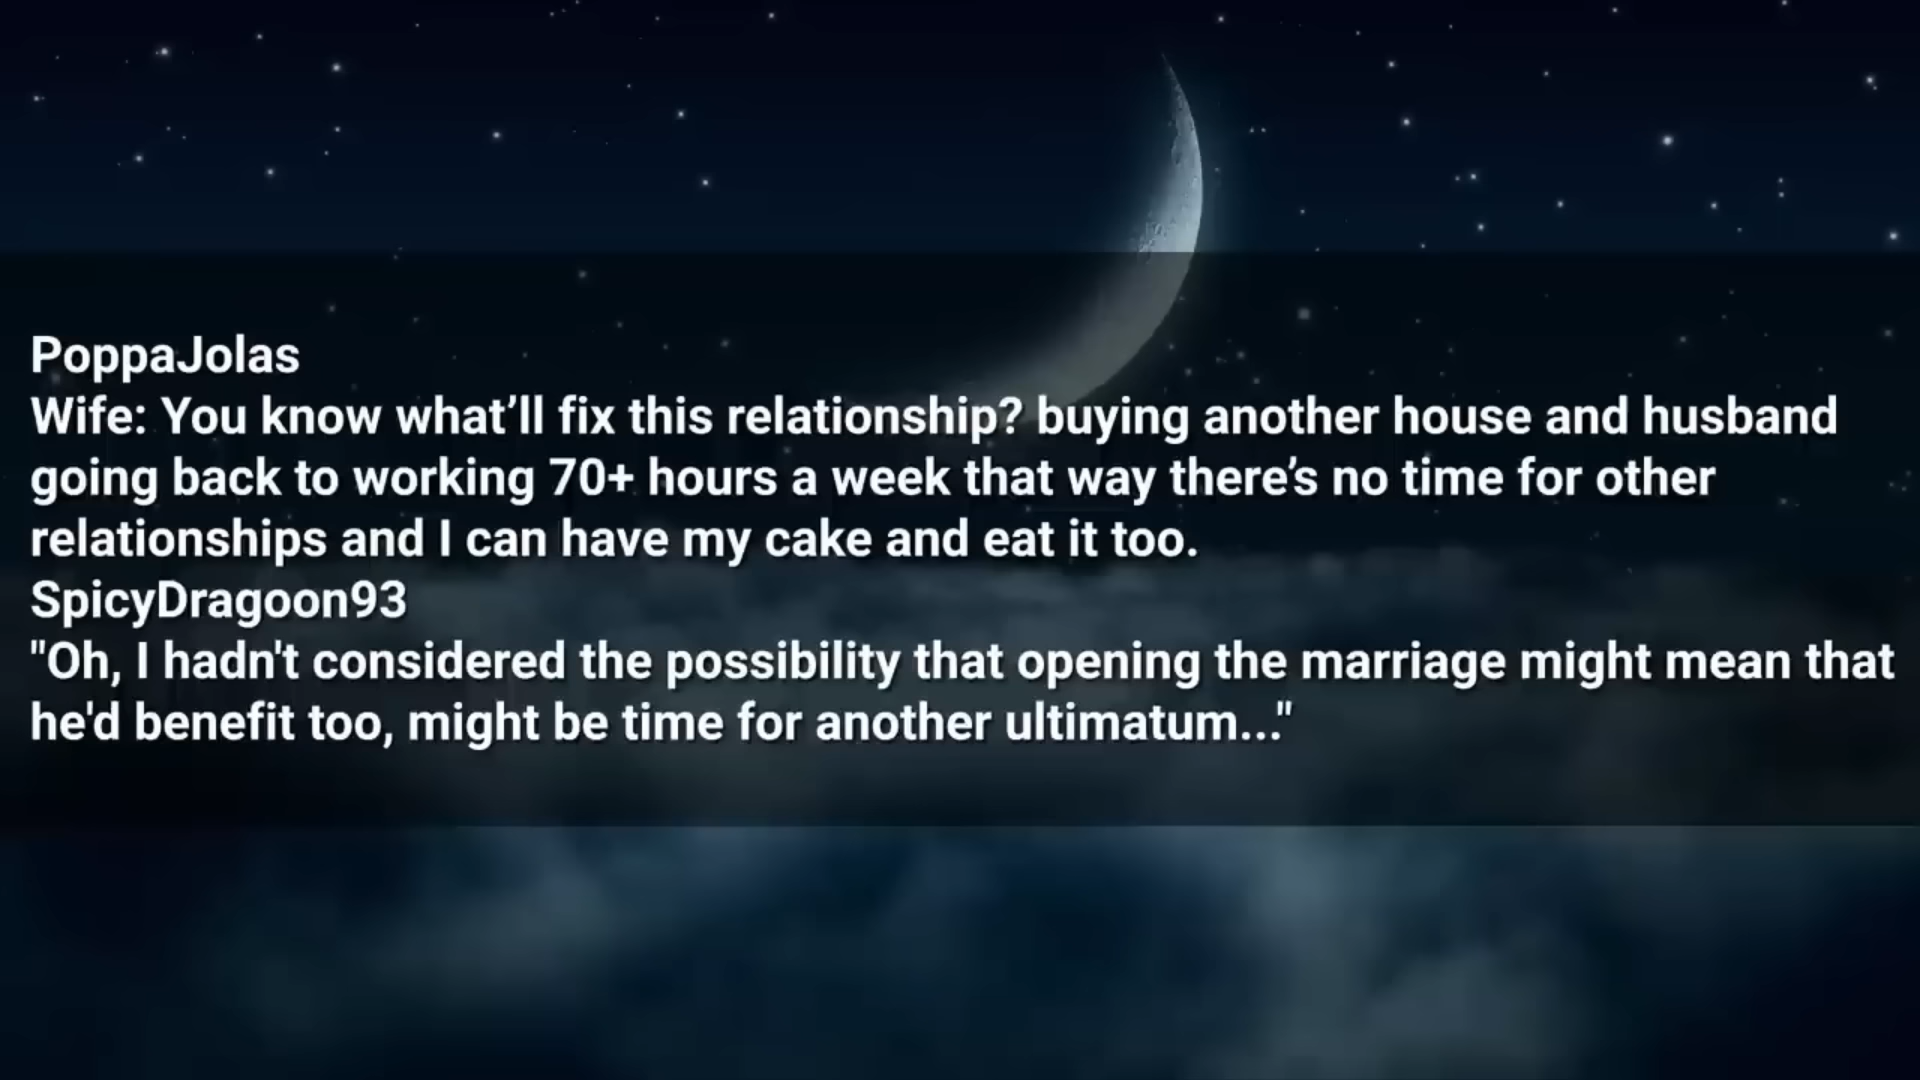 PoppaJolas
Wife: You know what’ll fix this relationship? buying another house and husband
going back to working 70+ hours a week that way there’s no time for other
relationships and I can have my cake and eat it too.
SpicyDragoon93
"Oh, I hadn't considered the possibility that opening the marriage might mean that
he'd benefit too, might be time for another ultimatum..."